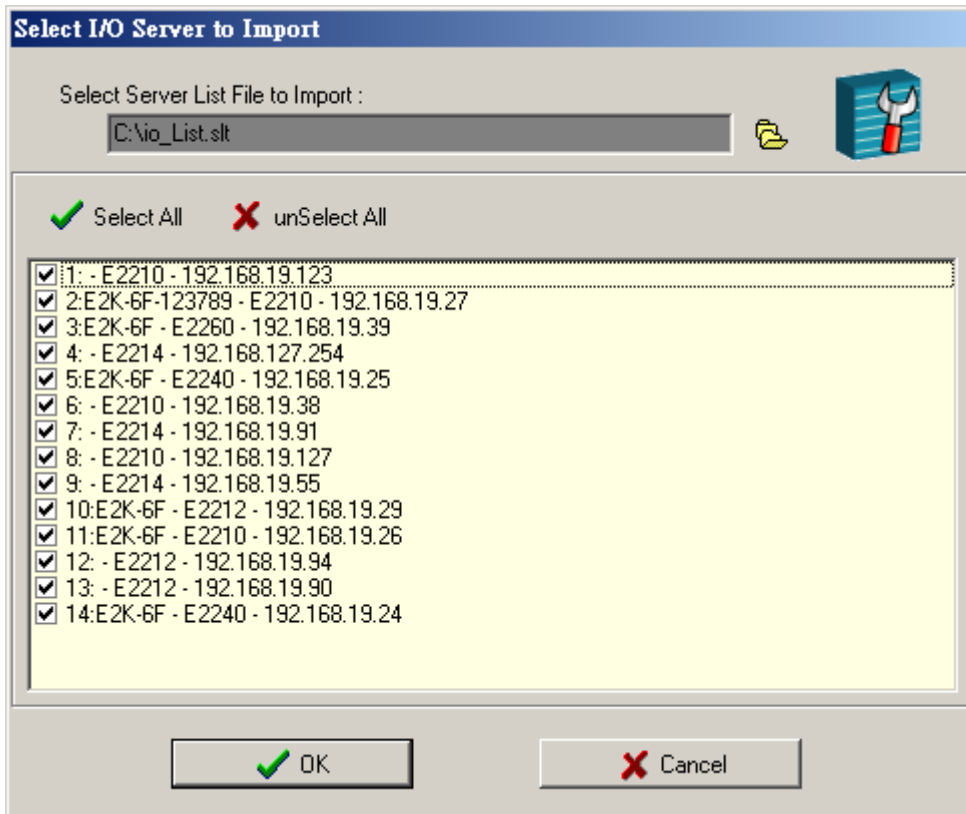 Select I/O Server to Import
Select Server List File to Import :
C:\io_List.slt
Select All unSelect All
1: - E2210 - 192.168.19.123
2:E2K-6F-123789 - E2210 - 192.168.19.27
3:E2K-6F - E2260 - 192.168.19.39
4: - E2214 - 192.168.127.254
5:E2K-6F - E2240 - 192.168.19.25
6: - E2210 - 192.168.19.38
7: - E2214 - 192.168.19.91
8: - E2210 - 192.168.19.127
9: - E2214 - 192.168.19.55
10:E2K-6F - E2212 - 192.168.19.29
11:E2K-6F - E2210 - 192.168.19.26
12: - E2212 - 192.168.19.94
13: - E2212 - 192.168.19.90
14:E2K-6F - E2240 - 192.168.19.24
OK Cancel